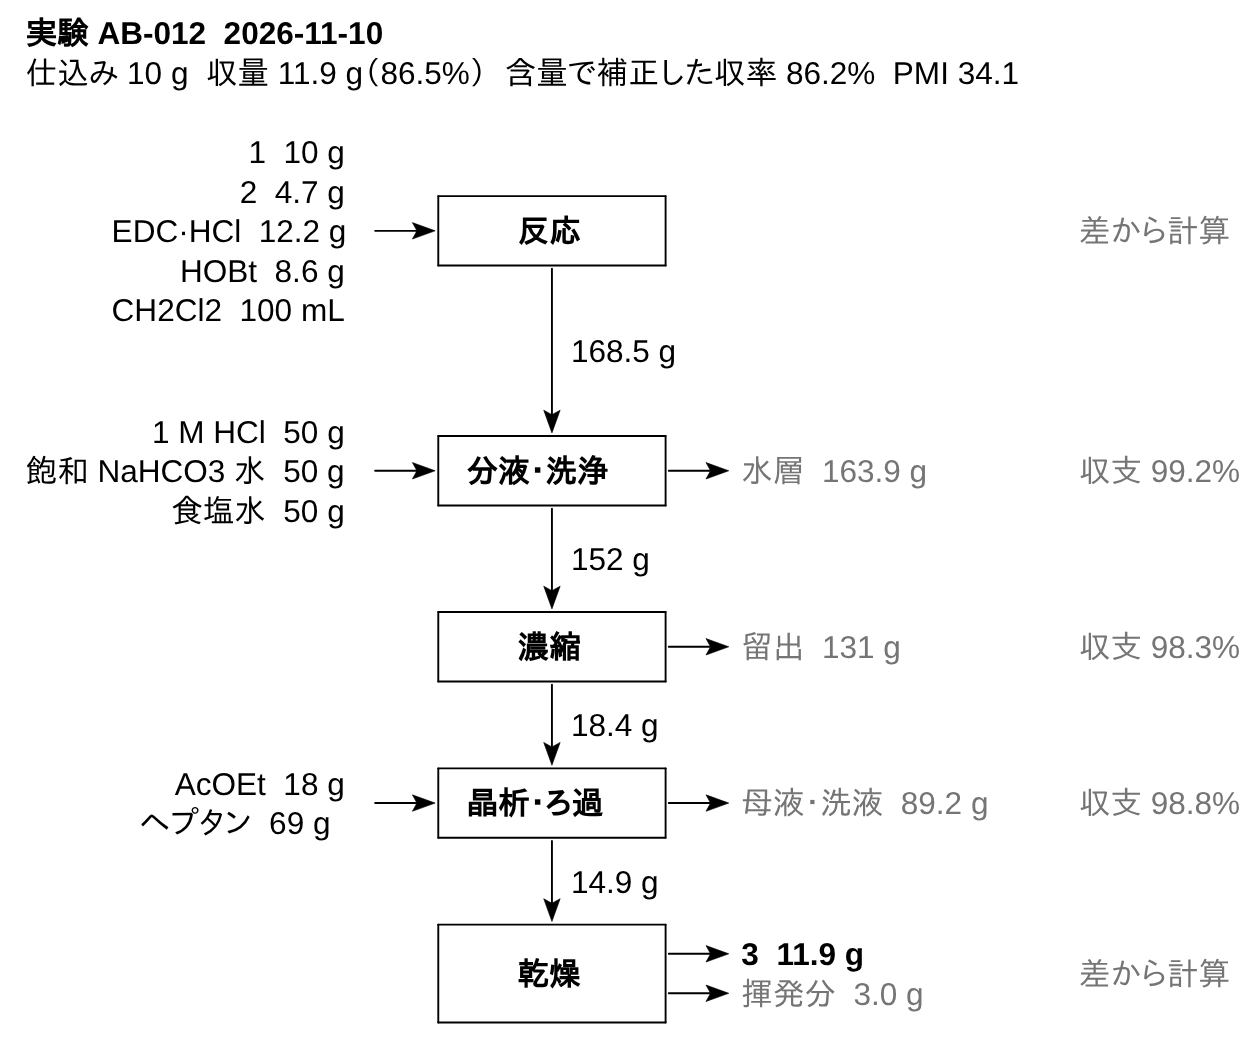 実験 AB-012 2026-11-10
仕込み 10 g 収量 11.9 g（86.5%） 含量で補正した収率 86.2% PMI 34.1
1 10 g
2 4.7 g
EDC·HCl 12.2 g
HOBt 8.6 g
CH2Cl2 100 mL
反応
差から計算
168.5 g
1 M HCl 50 g
飽和 NaHCO3 水 50 g
食塩水 50 g
分液・洗浄
水層 163.9 g
収支 99.2%
152 g
濃縮
留出 131 g
収支 98.3%
18.4 g
AcOEt 18 g
ヘプタン 69 g
晶析・ろ過
母液・洗液 89.2 g
収支 98.8%
14.9 g
乾燥
3 11.9 g
揮発分 3.0 g
差から計算